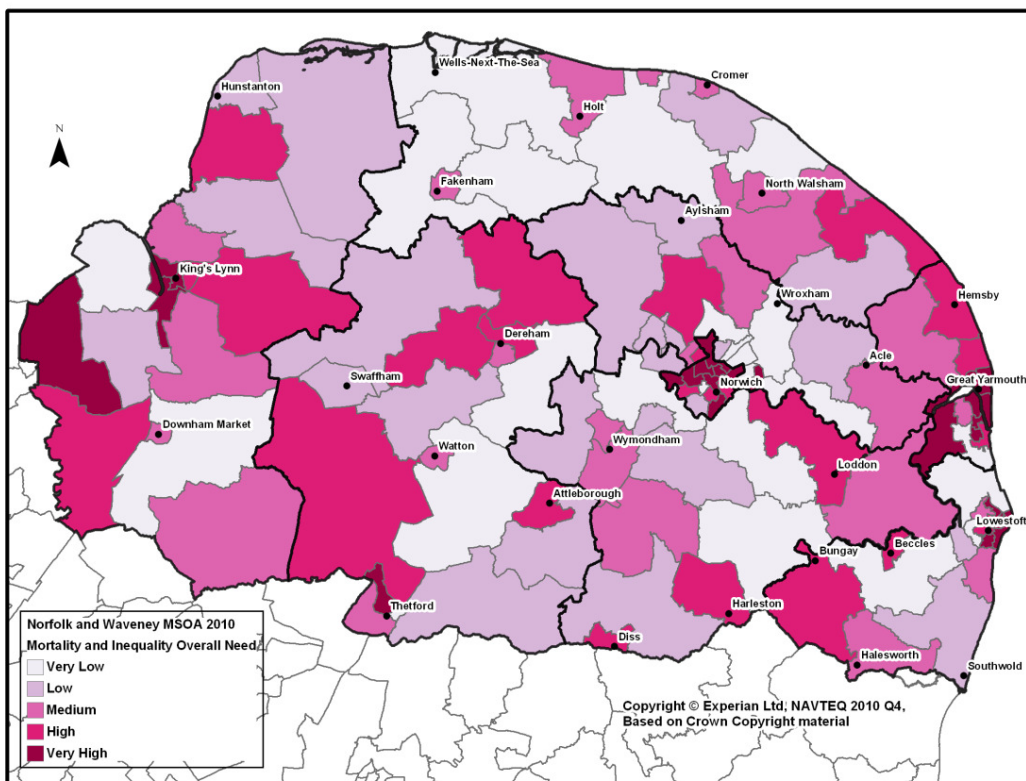 Wells-Next-The-Sea
Cromer
Hunstanton
Holt
N
Fakenham
North Walsham
Aylsham
King's Lynn
Wroxham
Hemsby
Dereham
Acle
Swaffham
Great Yarmouth
Norwich
Downham Market
Wymondham
Watton
Loddon
Attleborough
Lowestoft
Beccles
Bungay
Thetford
Harleston
Diss
Halesworth
Southwold
Norfolk and Waveney MSOA 2010
Mortality and Inequality Overall Need
Very Low
Low
Medium
High
Very High
Copyright © Experian Ltd, NAVTEQ 2010 Q4,
Based on Crown Copyright material